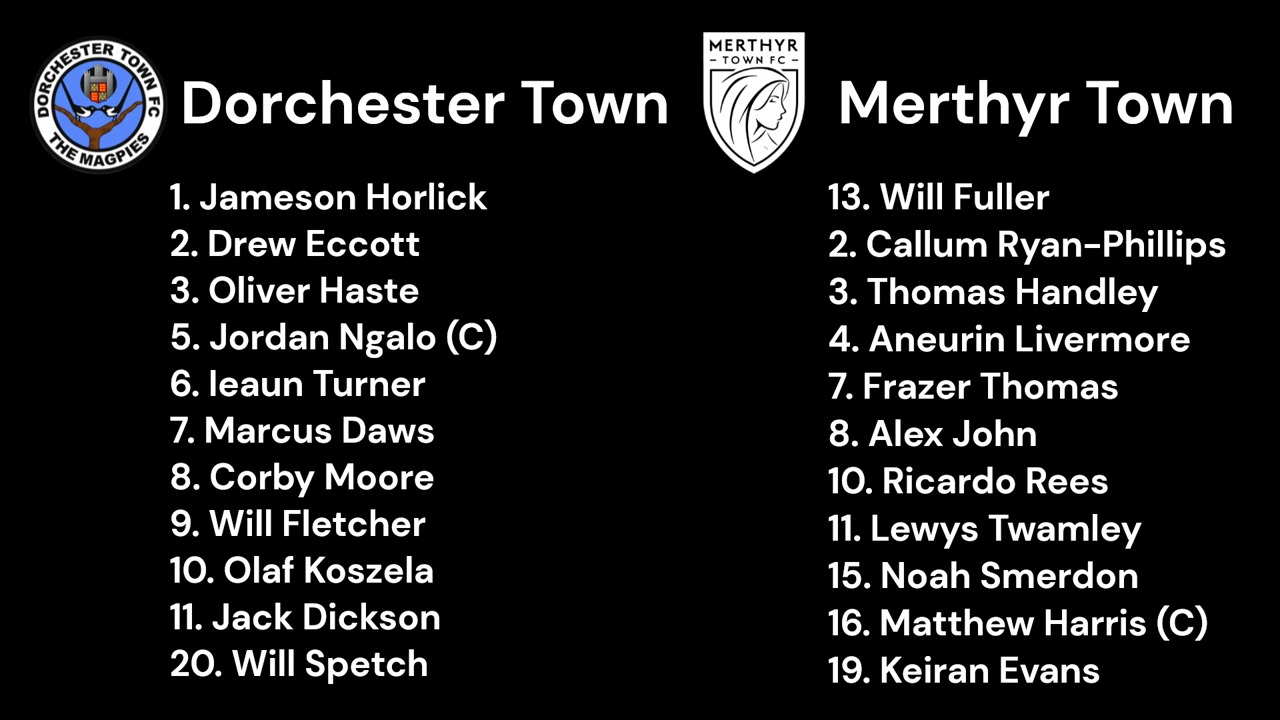 DORCHESTER TOWN FC
THE MAGPIES
Dorchester Town
1. Jameson Horlick
2. Drew Eccott
3. Oliver Haste
5. Jordan Ngalo (C)
6. Ieaun Turner
7. Marcus Daws
8. Corby Moore
9. Will Fletcher
10. Olaf Koszela
11. Jack Dickson
20. Will Spetch
MERTHYR
– TOWN FC –
Merthyr Town
13. Will Fuller
2. Callum Ryan-Phillips
3. Thomas Handley
4. Aneurin Livermore
7. Frazer Thomas
8. Alex John
10. Ricardo Rees
11. Lewys Twamley
15. Noah Smerdon
16. Matthew Harris (C)
19. Keiran Evans